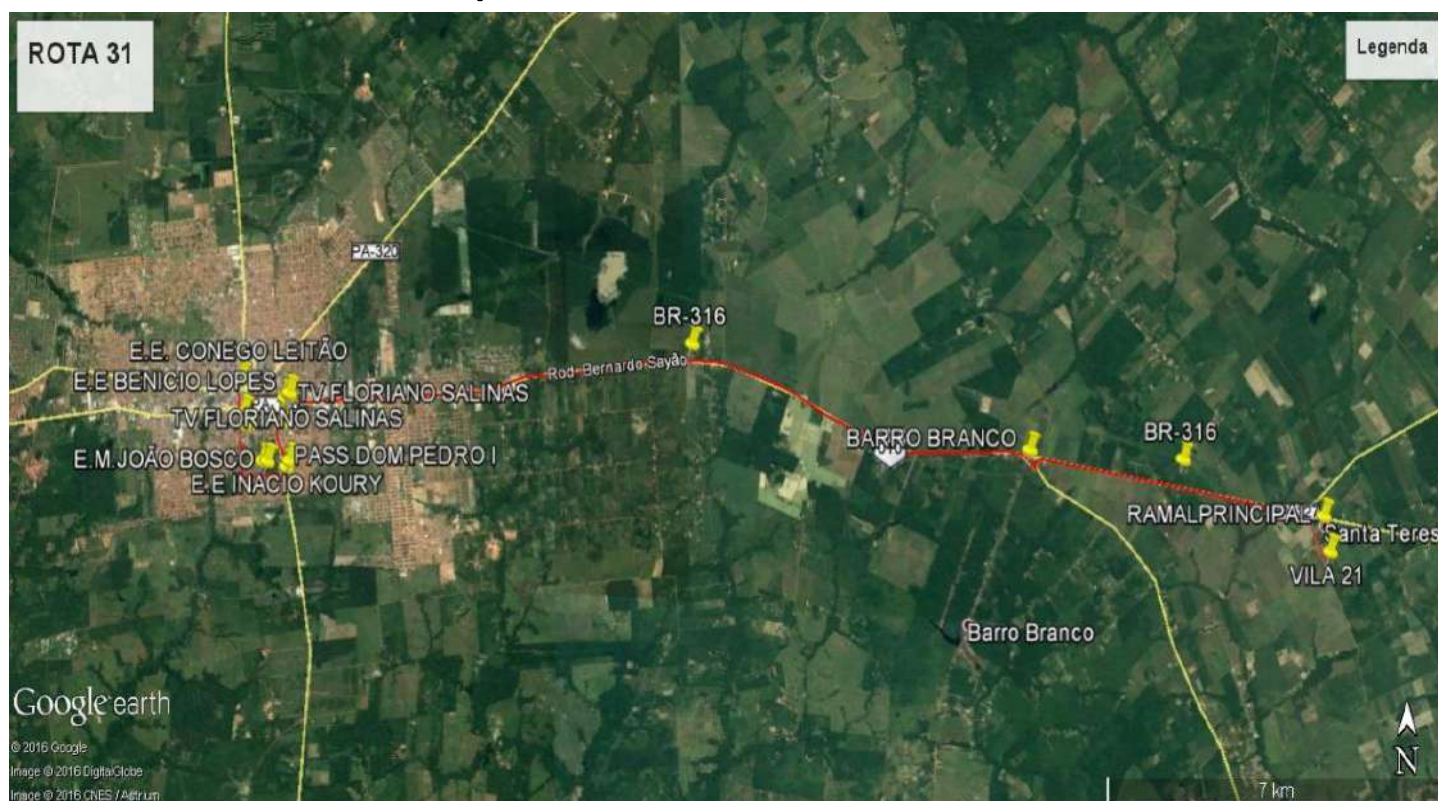 ROTA 31
Legenda
PA-320
BR-316
E.E. CONEGO LEITÃO
Rod. Bernardo Sayão
E.E BENICIO LOPES
TV FLORIANO SALINAS
TV FLORIANO SALINAS
BARRO BRANCO
010
BR-316
E.M.JOÃO BOSCO
PASS.DOM PEDRO I
E.E INACIO KOURY
RAMALPRINCIPAL
Santa Teres
VILA 21
Barro Branco
Google earth
© 2016 Google
Image © 2016 DigitalGlobe
Image © 2016 CNES / Astrium
N
7 km